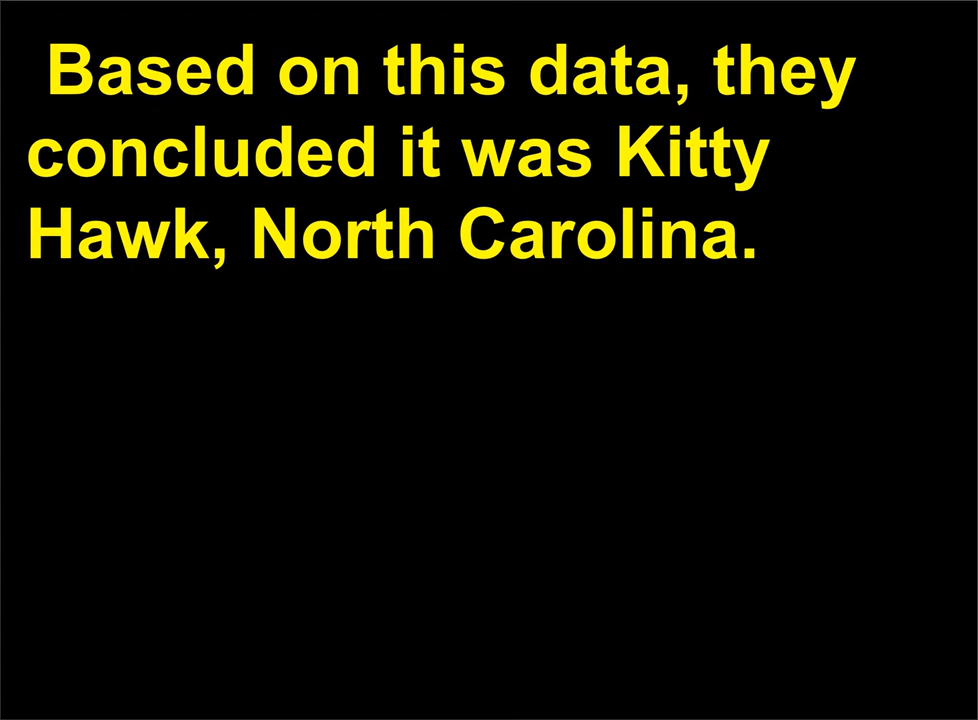 Based on this data, they
concluded it was Kitty
Hawk, North Carolina.